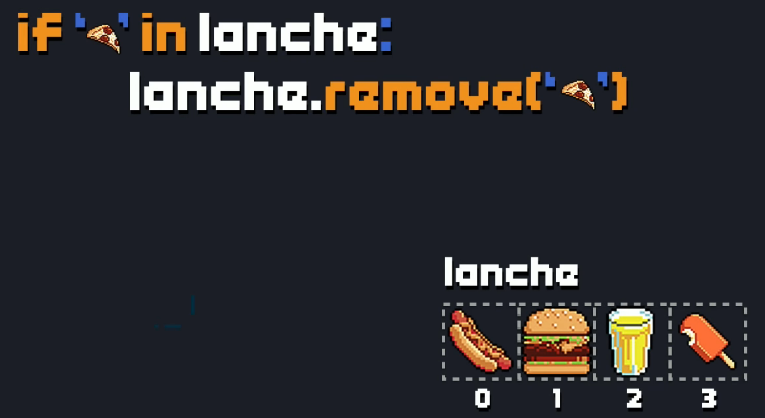 if '🍕' in lanche:
lanche.remove('🍕')
lanche
0 1 2 3